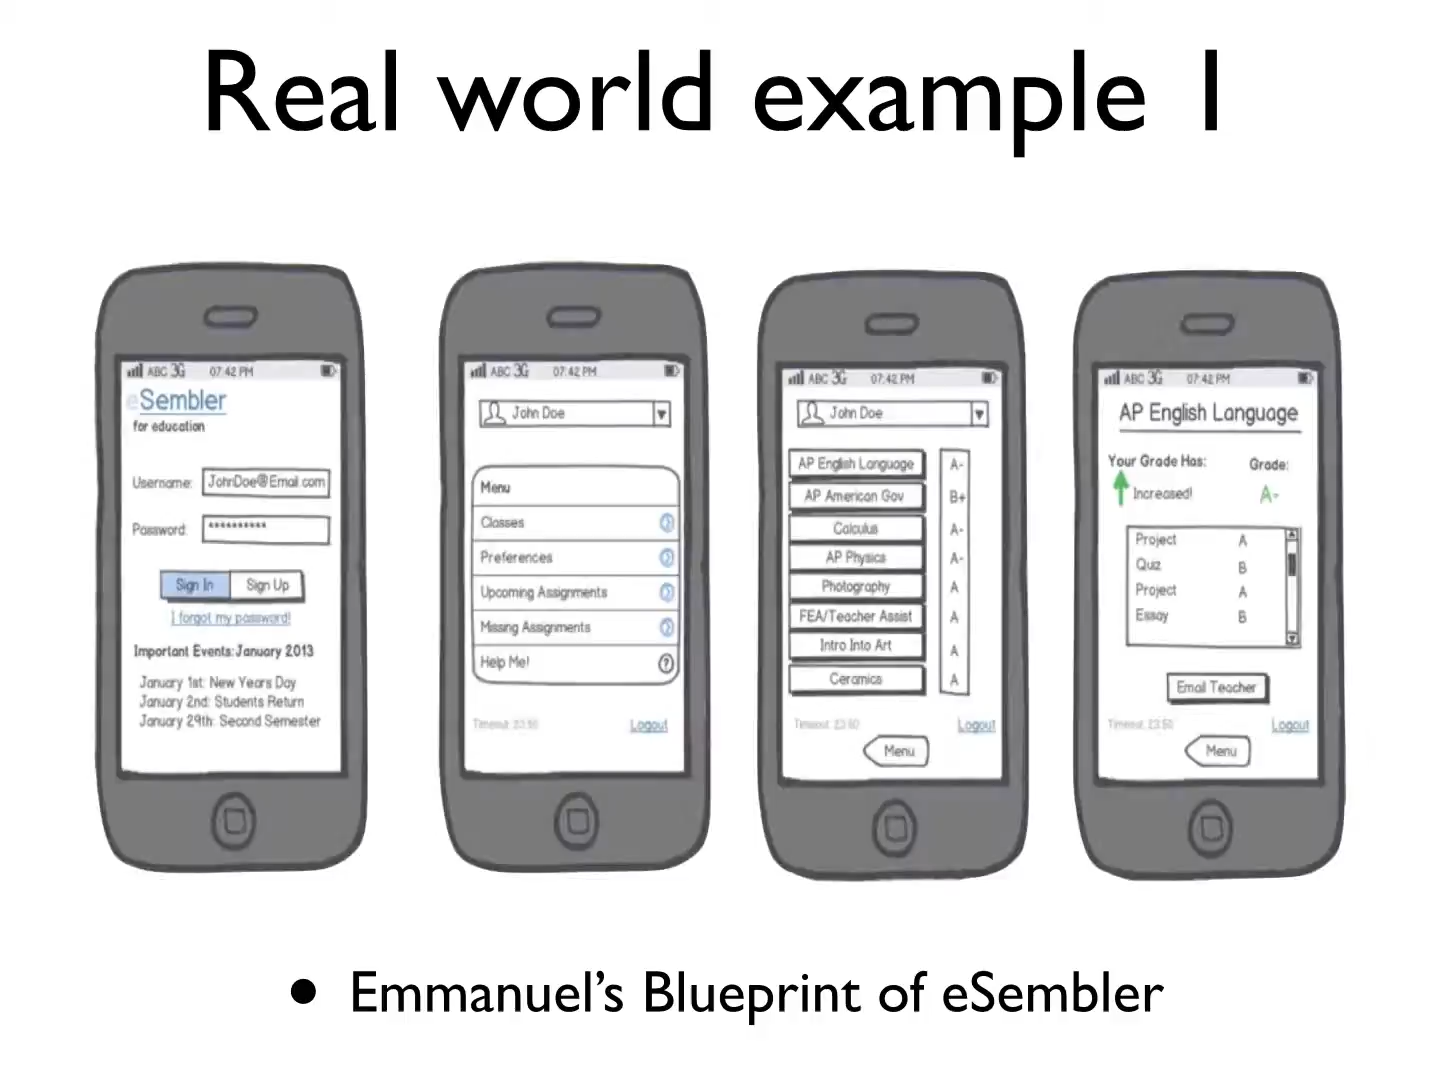 Real world example 1
ABC 3G 07:42 PM
eSembler
for education
Username: JohnDoe@Email.com
Password: **********
Sign In Sign Up
I forgot my password!
Important Events: January 2013
January 1st: New Years Day
January 2nd: Students Return
January 29th: Second Semester
ABC 3G 07:42 PM
John Doe
Menu
Classes
Preferences
Upcoming Assignments
Missing Assignments
Help Me! ?
Timeout: Logout
ABC 3G 07:42 PM
John Doe
AP English Language A-
AP American Gov B+
Calculus A-
AP Physics A-
Photography A
FEA/Teacher Assist A
Intro Into Art A
Ceramics A
Timeout: Logout
Menu
ABC 3G 07:42 PM
AP English Language
Your Grade Has: Grade:
Increased! A-
Project A
Quiz B
Project A
Essay B
Email Teacher
Timeout: Logout
Menu
• Emmanuel’s Blueprint of eSembler